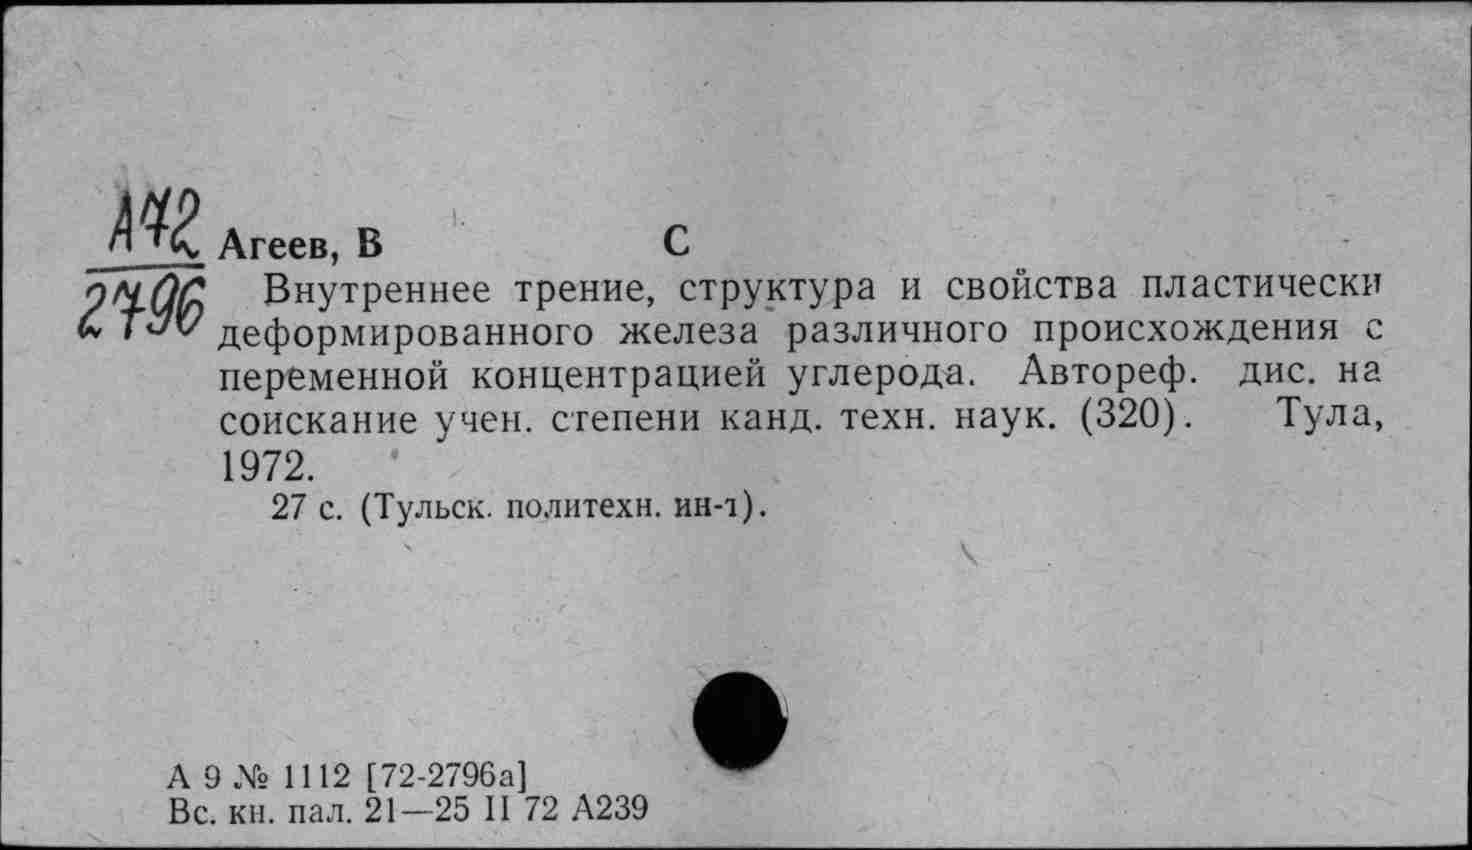 А72
2796
Агеев, В С
Внутреннее трение, структура и свойства пластически
деформированного железа различного происхождения с
переменной концентрацией углерода. Автореф. дис. на
соискание учен. степени канд. техн. наук. (320). Тула,
1972.
27 с. (Тульск. политехн. ин-т).
А 9 № 1112 [72-2796а]
Вс. кн. пал. 21—25 II 72 А239